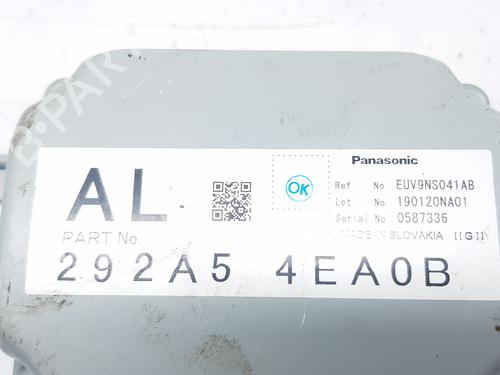 B-PARTS
Panasonic
AL
OK
Ref No. EUV9NS041AB
Lot No. 190120NA01
Serial No. 0587336
PART No.
MADE IN SLOVAKIA [[G]]
292A5 4EA0B